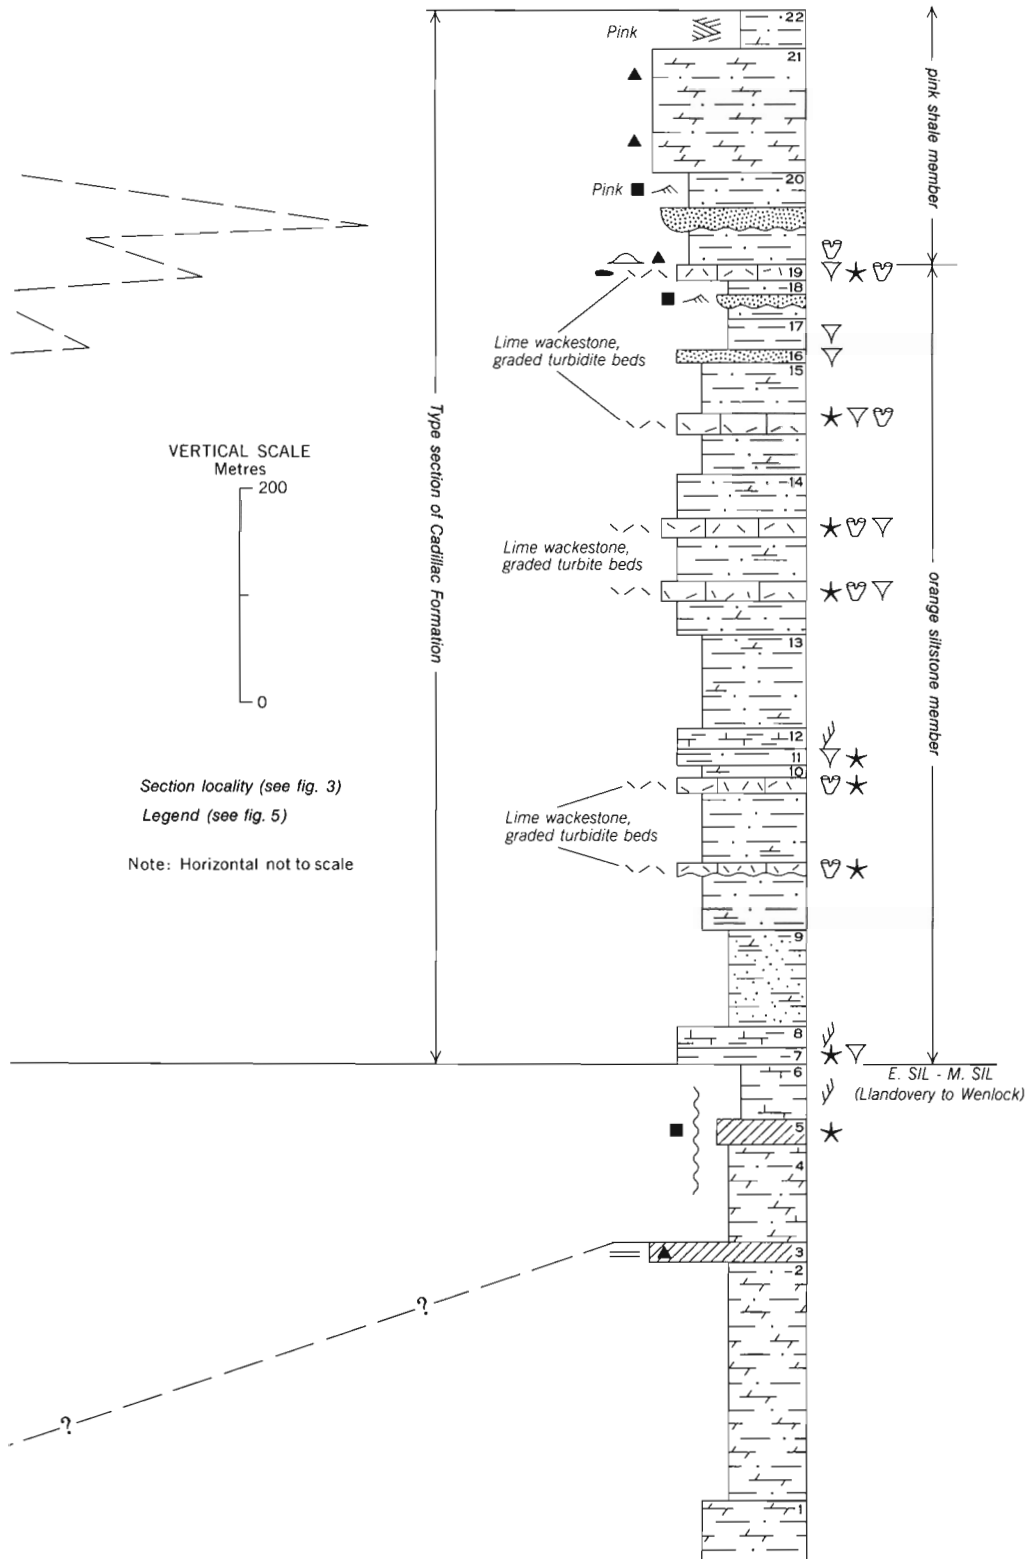 22
Pink
21
20
Pink
19
18
17
16
15
Lime wackestone,
graded turbidite beds
14
Lime wackestone,
graded turbite beds
13
12
11
10
Lime wackestone,
graded turbidite beds
9
8
7
6
5
4
3
2
1
pink shale member
orange siltstone member
E. SIL - M. SIL
(Llandovery to Wenlock)
Type section of Cadillac Formation
VERTICAL SCALE
Metres
200
0
Section locality (see fig. 3)
Legend (see fig. 5)
Note: Horizontal not to scale
?
?